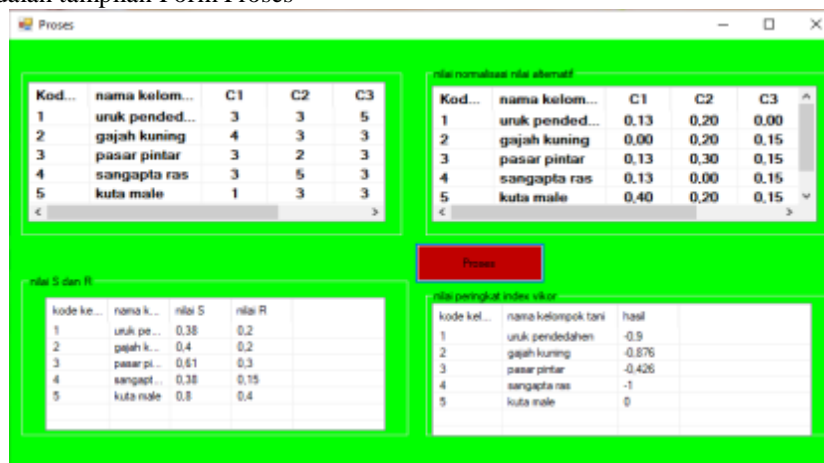 dalah tampilan Form Proses
Proses
Kod... nama kelom... C1 C2 C3
1 uruk pended... 3 3 5
2 gajah kuning 4 3 3
3 pasar pintar 3 2 3
4 sangapta ras 3 5 3
5 kuta male 1 3 3
nilai normalisasi nilai alternatif
Kod... nama kelom... C1 C2 C3
1 uruk pended... 0,13 0,20 0,00
2 gajah kuning 0,00 0,20 0,15
3 pasar pintar 0,13 0,30 0,15
4 sangapta ras 0,13 0,00 0,15
5 kuta male 0,40 0,20 0,15
Proses
nilai S dan R
kode ke... nama k... nilai S nilai R
1 uruk pe... 0,38 0,2
2 gajah k... 0,4 0,2
3 pasar pi... 0,61 0,3
4 sangapt... 0,38 0,15
5 kuta male 0,8 0,4
nilai peringkat index vikor
kode kel... nama kelompok tani hasil
1 uruk pendedahen -0,9
2 gajah kuning -0,876
3 pasar pintar -0,426
4 sangapta ras -1
5 kuta male 0